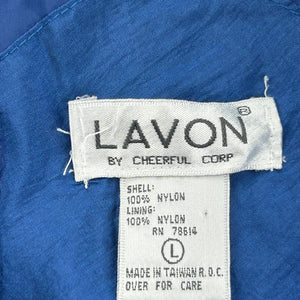 LAVON®
BY CHEERFUL CORP
SHELL:
100% NYLON
LINING:
100% NYLON
RN 78614
L
MADE IN TAIWAN R.O.C.
OVER FOR CARE